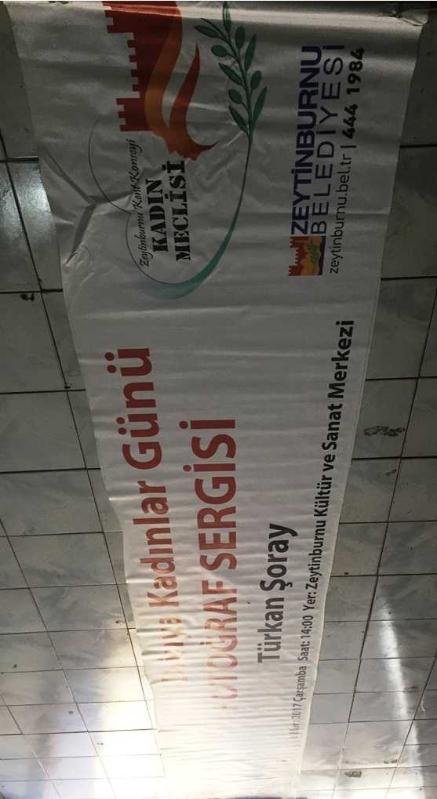 Zeytinburnu Kent Konseyi
KADIN
MECLİSİ
ZEYTİNBURNU
BELEDİYESİ
zeytinburnu.bel.tr | 444 1984
Kadınlar Günü
SERGİSİ
Türkan Şoray
2017 Çarşamba Saat: 14:00 Yer: Zeytinburnu Kültür ve Sanat Merkezi